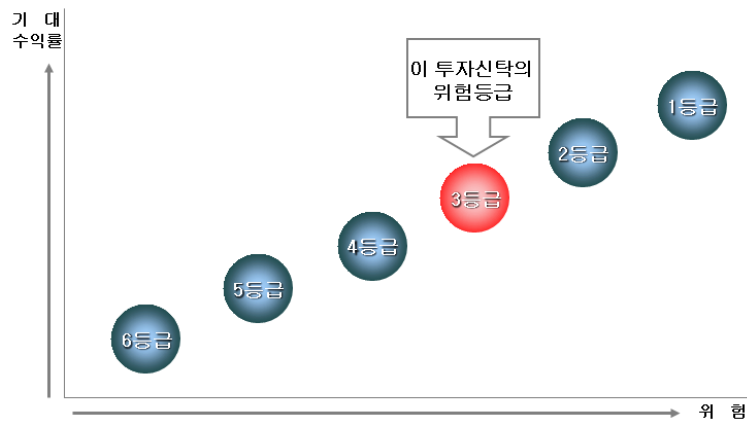 기 대
수익률
이 투자신탁의
위험등급
1등급
2등급
3등급
4등급
5등급
6등급
위 험